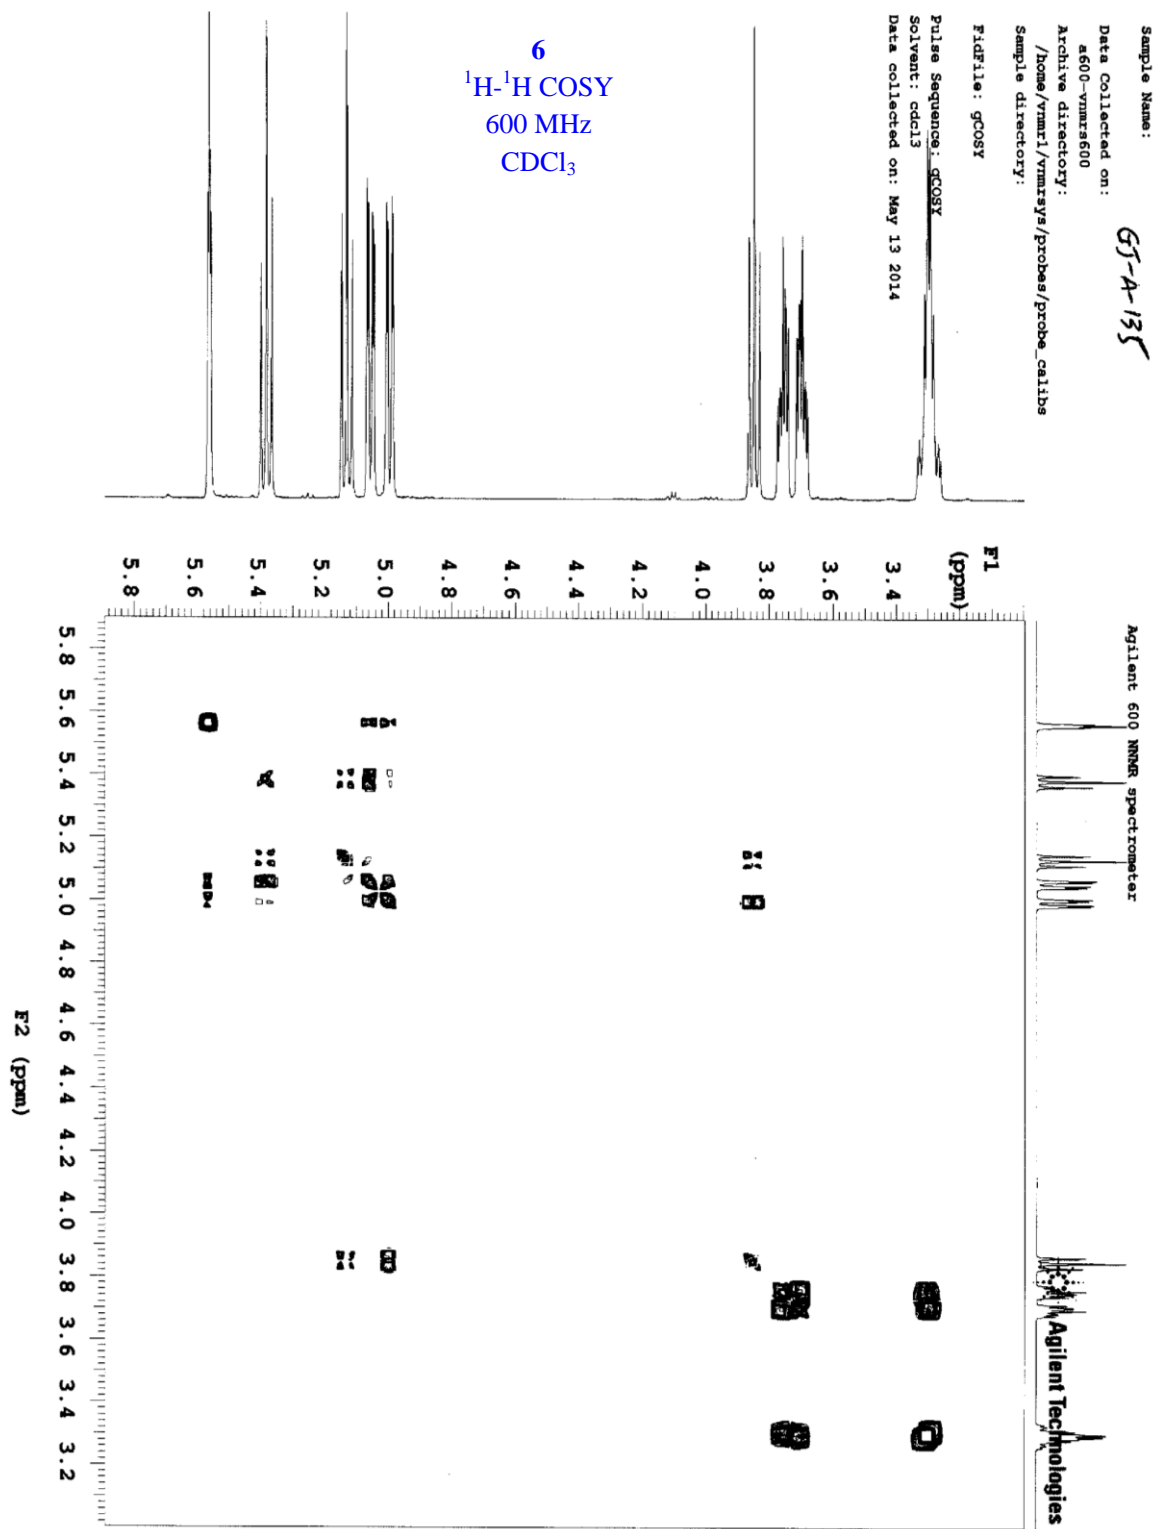 Sample Name:
GJ-A-135
Data Collected on:
a600-vnmrs600
Archive directory:
/home/vnmr1/vnmrsys/probes/probe_calibs
Sample directory:
FidFile: gCOSY
Pulse Sequence: gCOSY
Solvent: cdcl3
Data collected on: May 13 2014
6
¹H-¹H COSY
600 MHz
CDCl₃
Agilent 600 NNMR spectrometer
Agilent Technologies
F1
(ppm)
3.4
3.6
3.8
4.0
4.2
4.4
4.6
4.8
5.0
5.2
5.4
5.6
5.8
5.8 5.6 5.4 5.2 5.0 4.8 4.6 4.4 4.2 4.0 3.8 3.6 3.4 3.2
F2 (ppm)